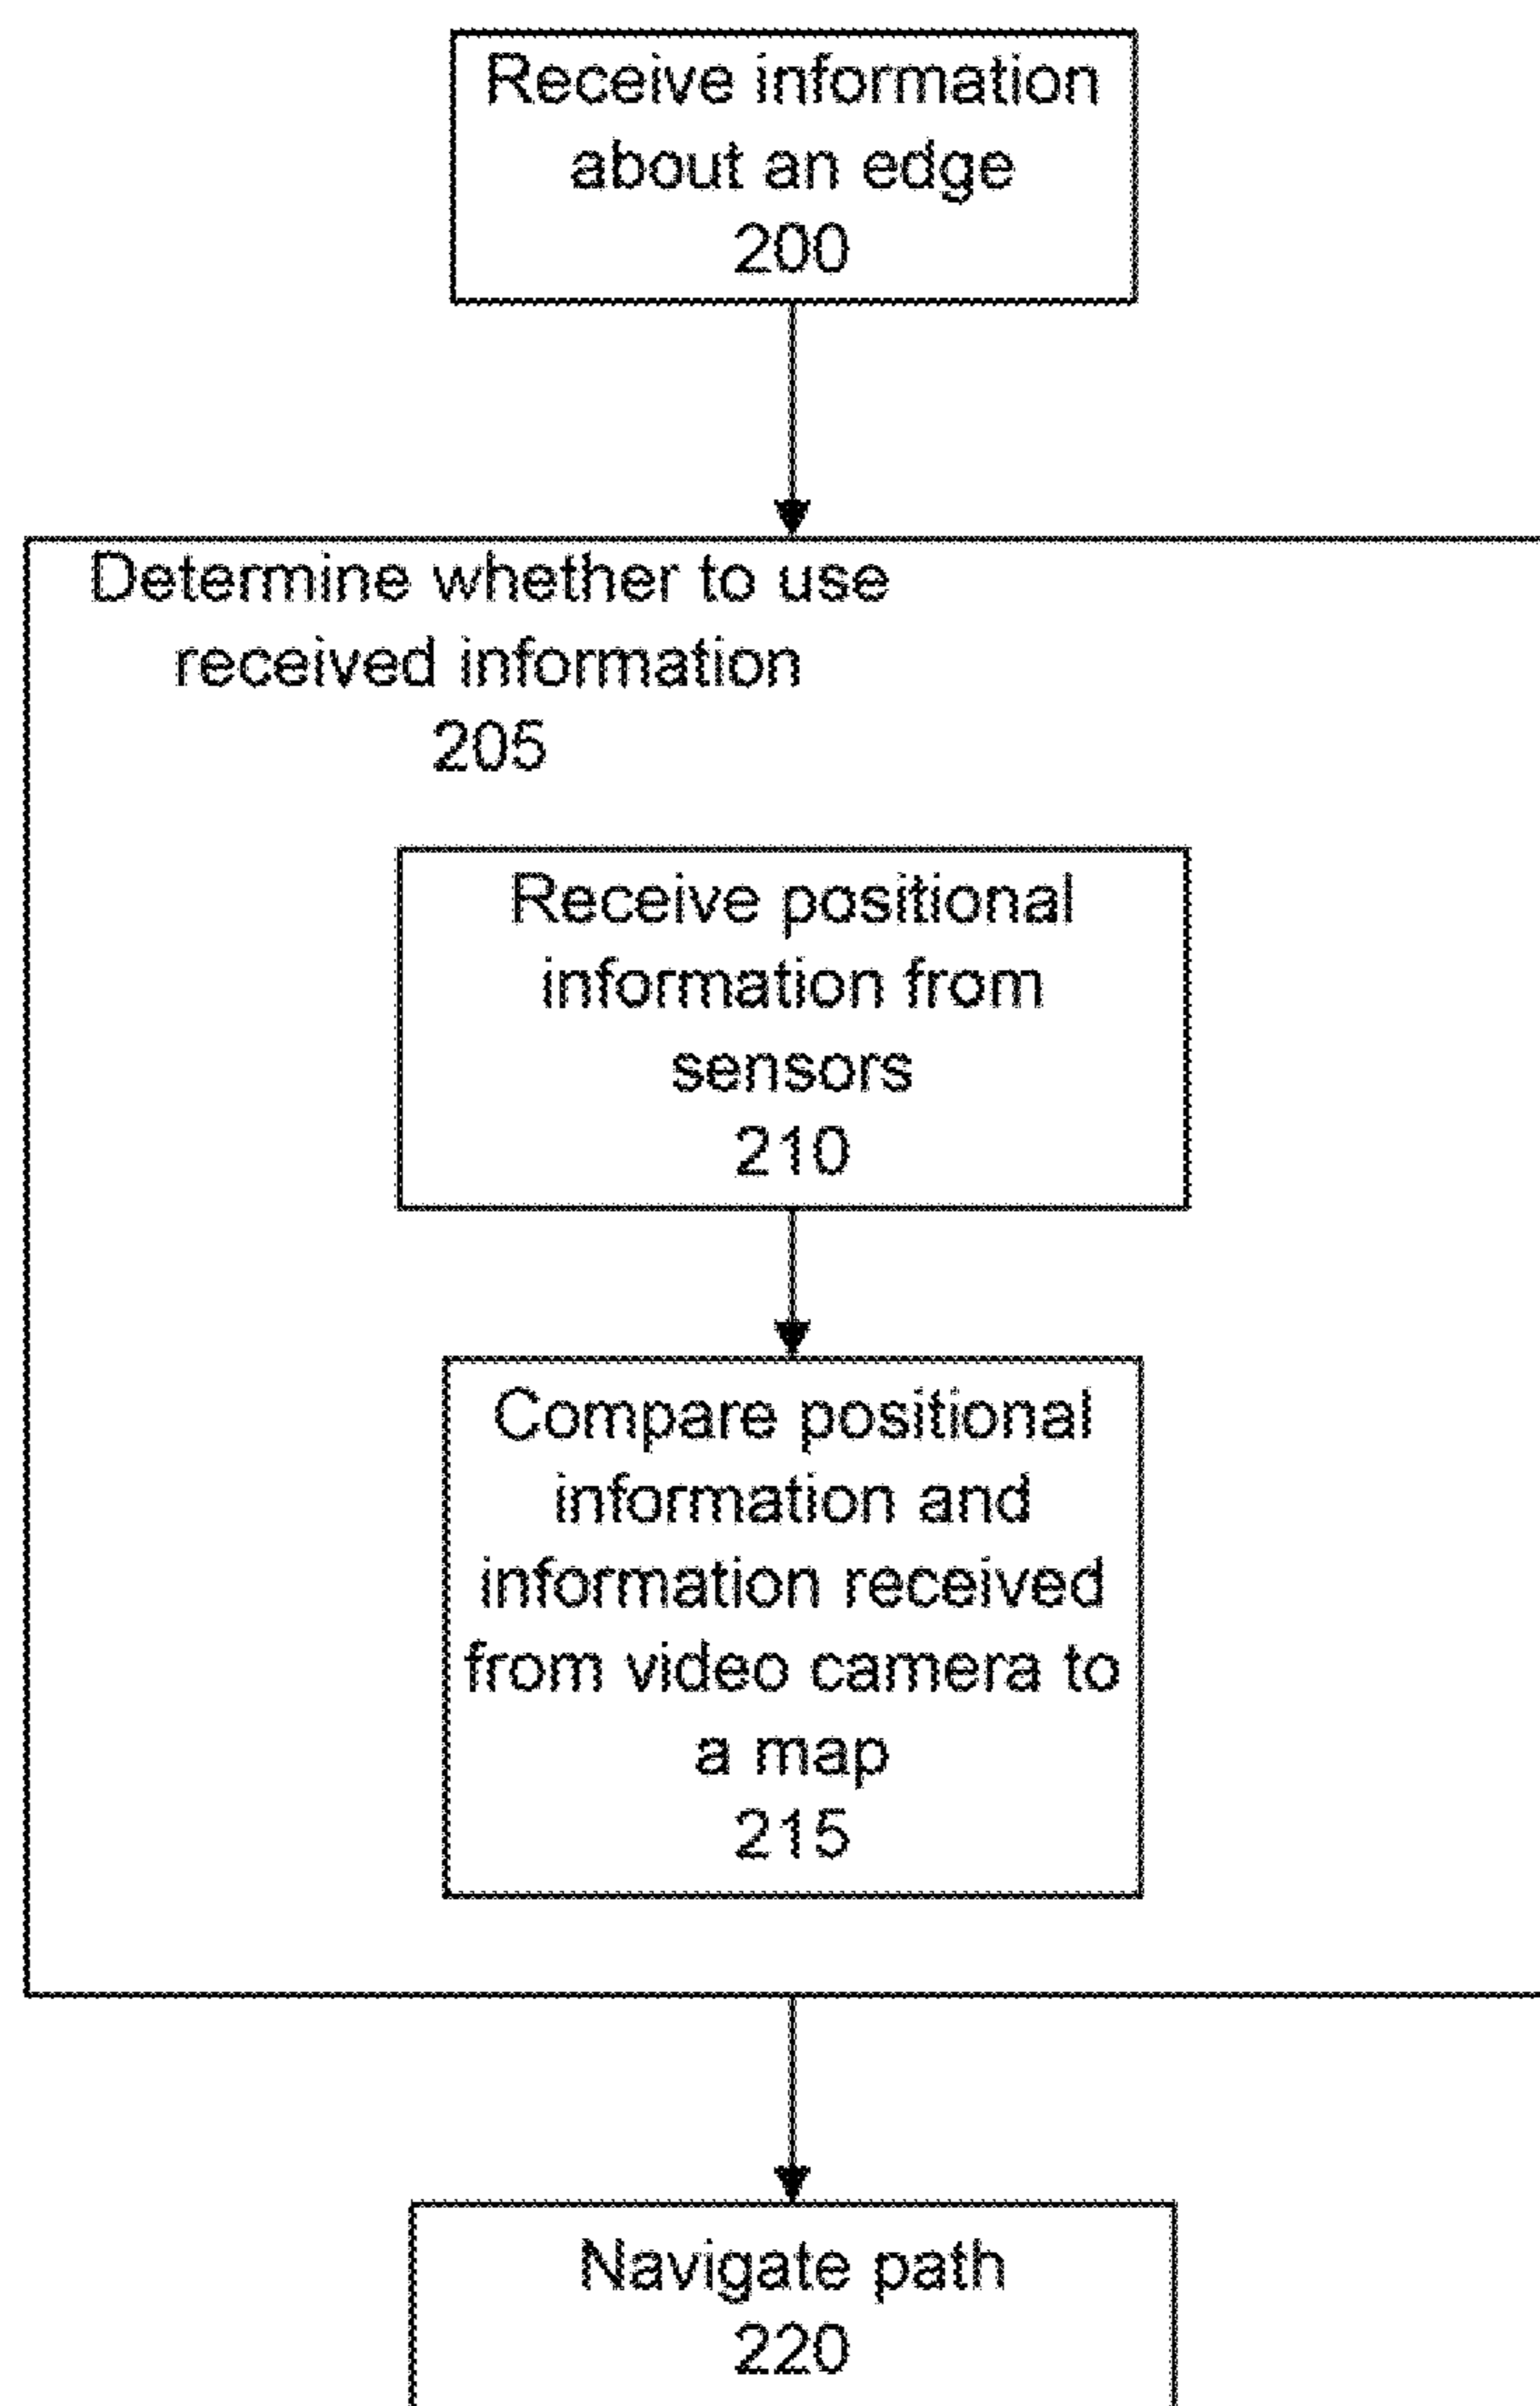 Receive information
about an edge
200
Determine whether to use
received information
205
Receive positional
information from
sensors
210
Compare positional
information and
information received
from video camera to
a map
215
Navigate path
220